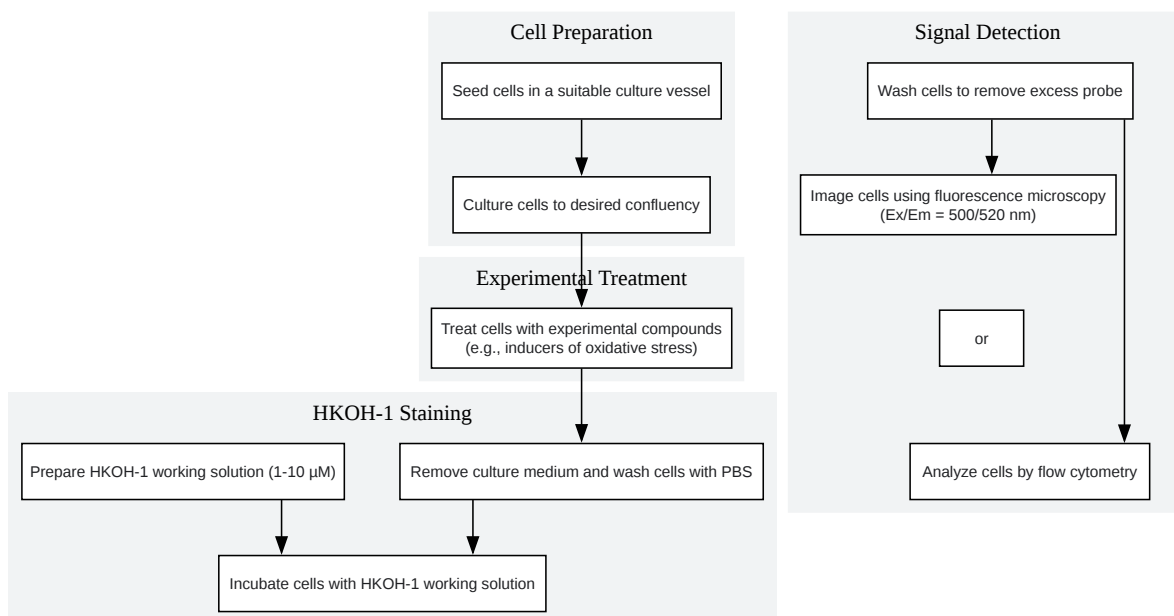 Cell Preparation
Seed cells in a suitable culture vessel
Culture cells to desired confluency
Experimental Treatment
Treat cells with experimental compounds
(e.g., inducers of oxidative stress)
HKOH-1 Staining
Prepare HKOH-1 working solution (1-10 µM)
Remove culture medium and wash cells with PBS
Incubate cells with HKOH-1 working solution
Signal Detection
Wash cells to remove excess probe
Image cells using fluorescence microscopy
(Ex/Em = 500/520 nm)
or
Analyze cells by flow cytometry